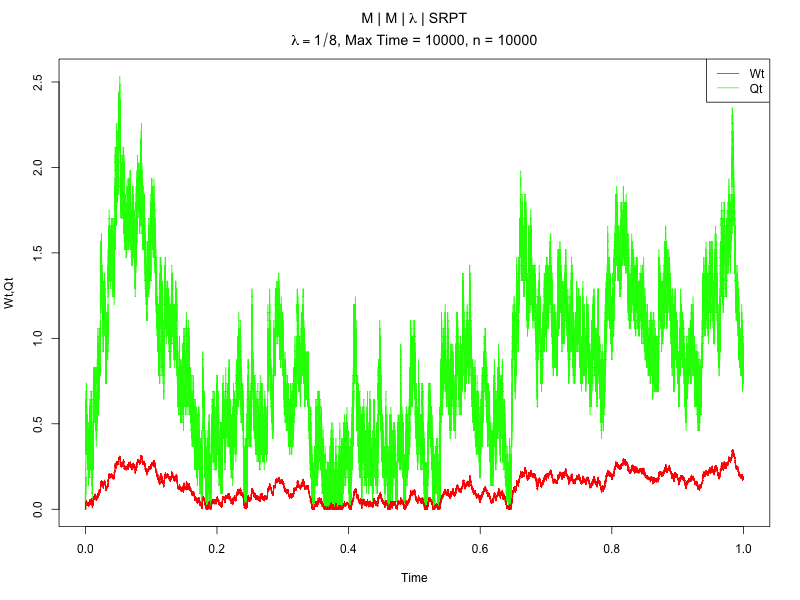 M | M | λ | SRPT
λ = 1/8, Max Time = 10000, n = 10000
Wt
Qt
2.5
2.0
1.5
1.0
0.5
0.0
Wt,Qt
0.0 0.2 0.4 0.6 0.8 1.0
Time